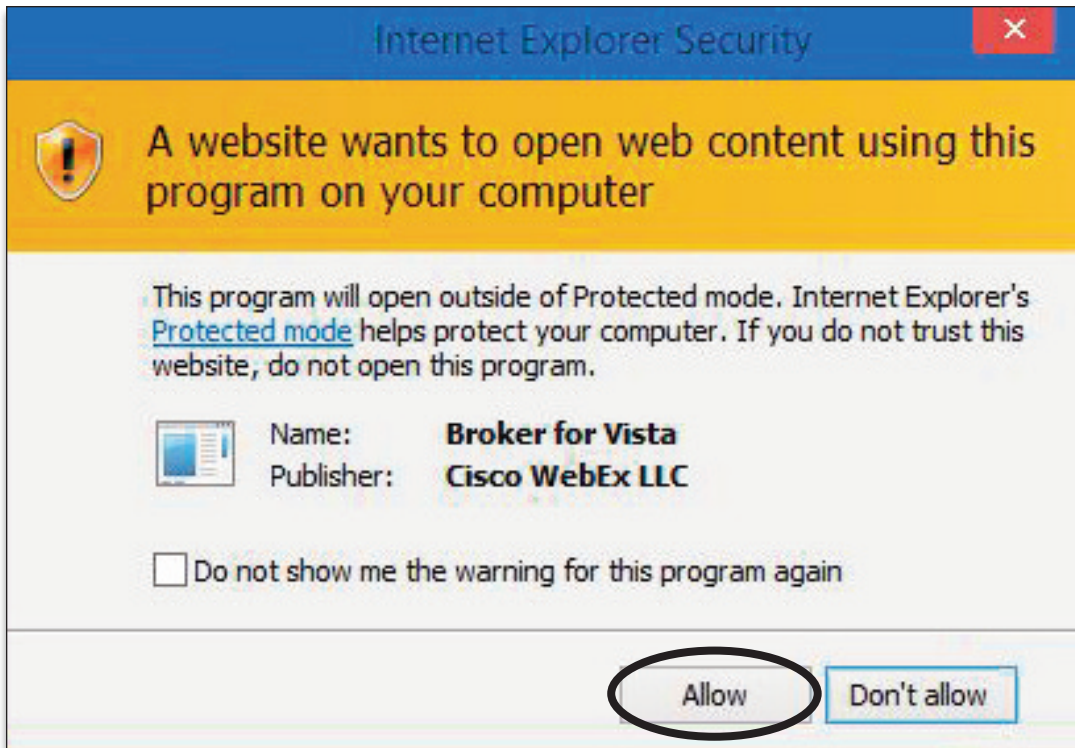 Internet Explorer Security
A website wants to open web content using this
program on your computer
This program will open outside of Protected mode. Internet Explorer's
Protected mode helps protect your computer. If you do not trust this
website, do not open this program.
Name: Broker for Vista
Publisher: Cisco WebEx LLC
Do not show me the warning for this program again
Allow Don't allow